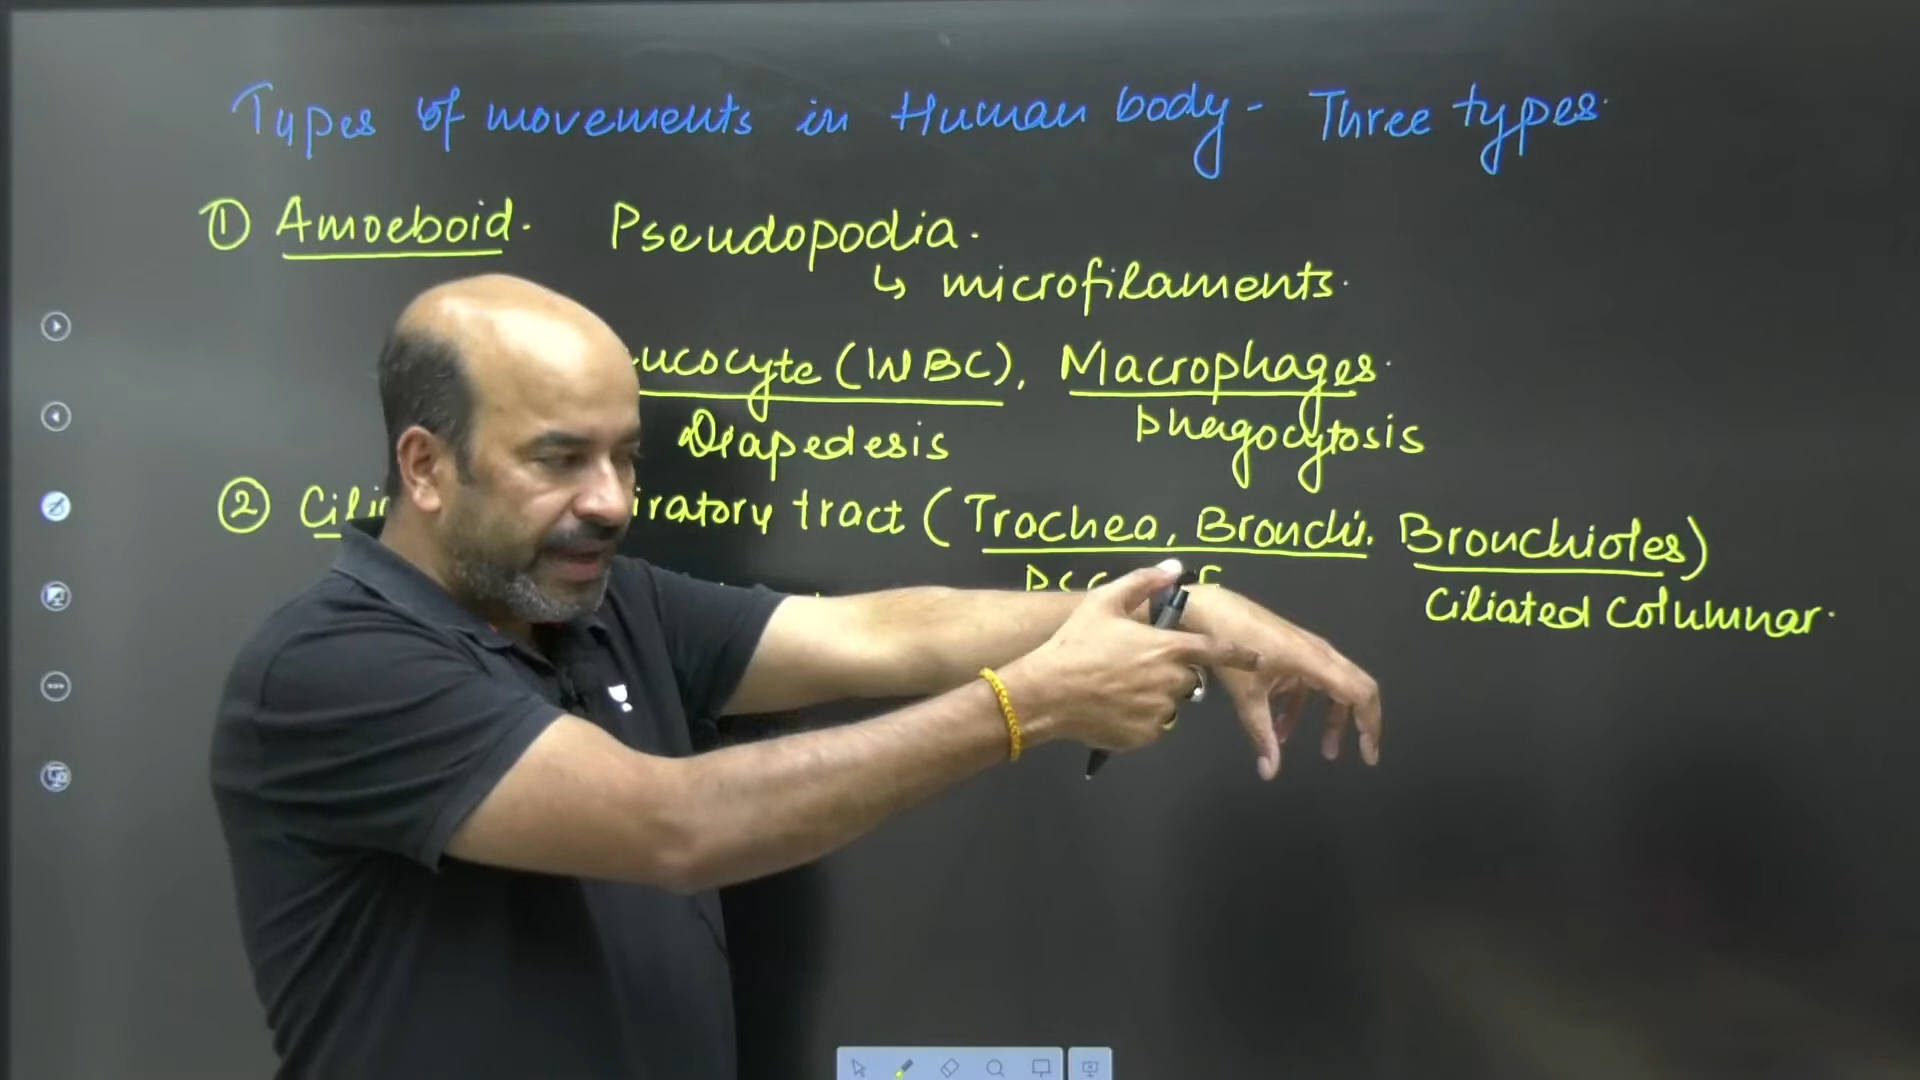 Types of movements in Human body - Three types.
① Amoeboid. Pseudopodia.
↳ microfilaments.
ucocyte (WBC), Macrophages.
Diapedesis Phagocytosis
② Cili iratory tract (Trachea, Bronchi, Bronchioles)
Ciliated columnar.